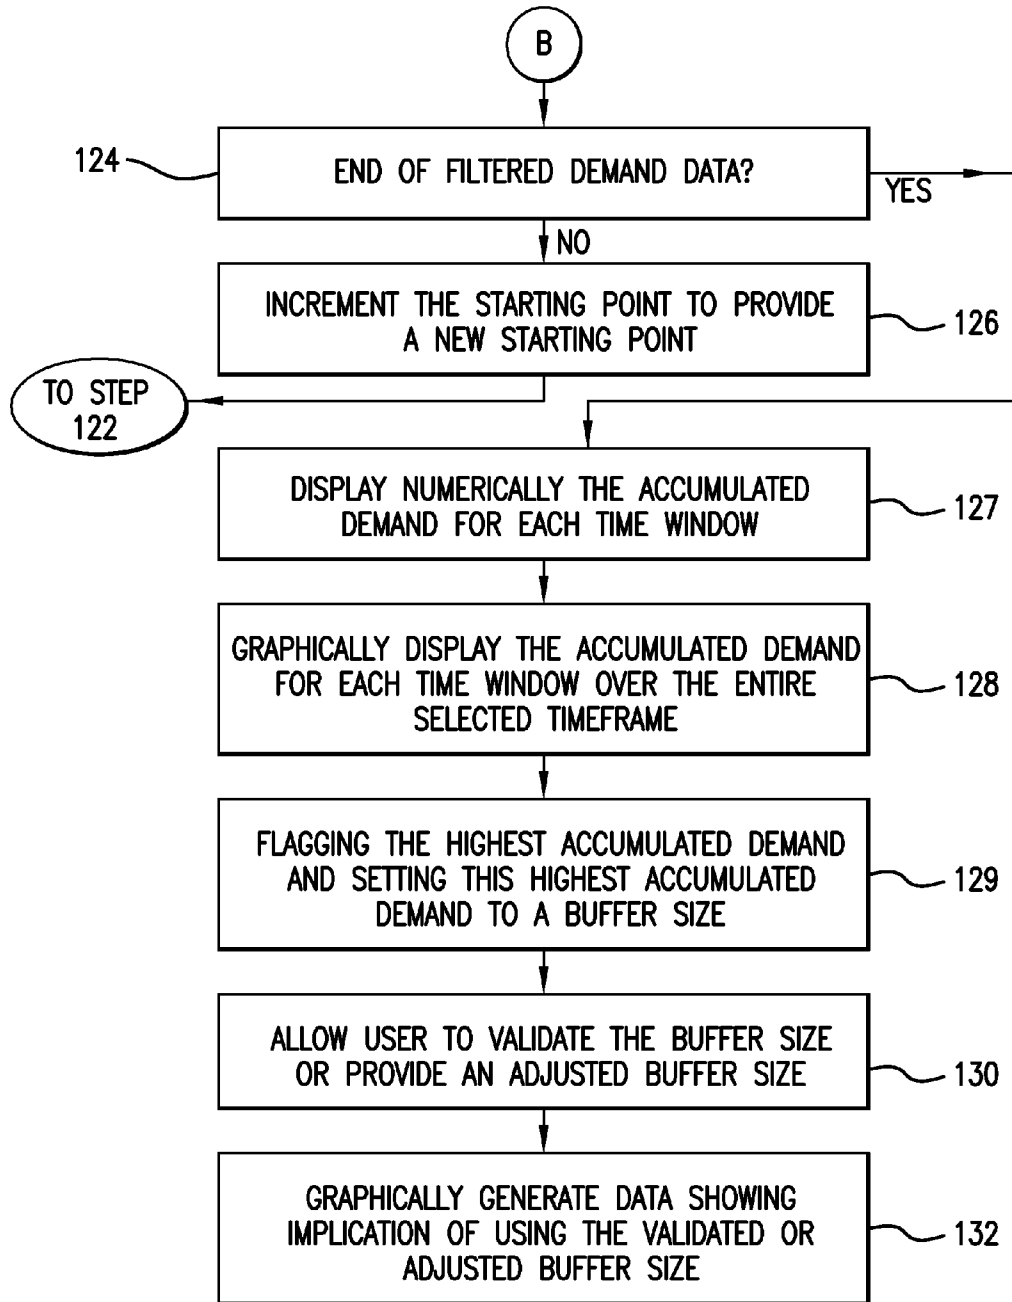 B
124
END OF FILTERED DEMAND DATA?
YES
NO
INCREMENT THE STARTING POINT TO PROVIDE
A NEW STARTING POINT
126
TO STEP
122
DISPLAY NUMERICALLY THE ACCUMULATED
DEMAND FOR EACH TIME WINDOW
127
GRAPHICALLY DISPLAY THE ACCUMULATED DEMAND
FOR EACH TIME WINDOW OVER THE ENTIRE
SELECTED TIMEFRAME
128
FLAGGING THE HIGHEST ACCUMULATED DEMAND
AND SETTING THIS HIGHEST ACCUMULATED
DEMAND TO A BUFFER SIZE
129
ALLOW USER TO VALIDATE THE BUFFER SIZE
OR PROVIDE AN ADJUSTED BUFFER SIZE
130
GRAPHICALLY GENERATE DATA SHOWING
IMPLICATION OF USING THE VALIDATED OR
ADJUSTED BUFFER SIZE
132